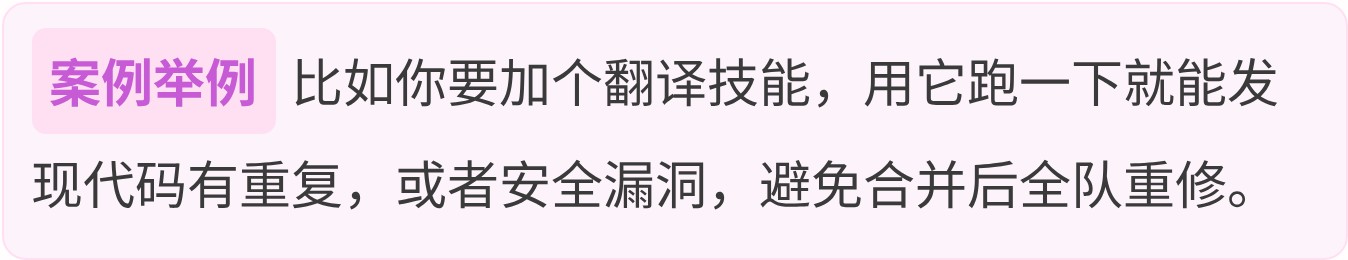 案例举例 比如你要加个翻译技能，用它跑一下就能发
现代码有重复，或者安全漏洞，避免合并后全队重修。